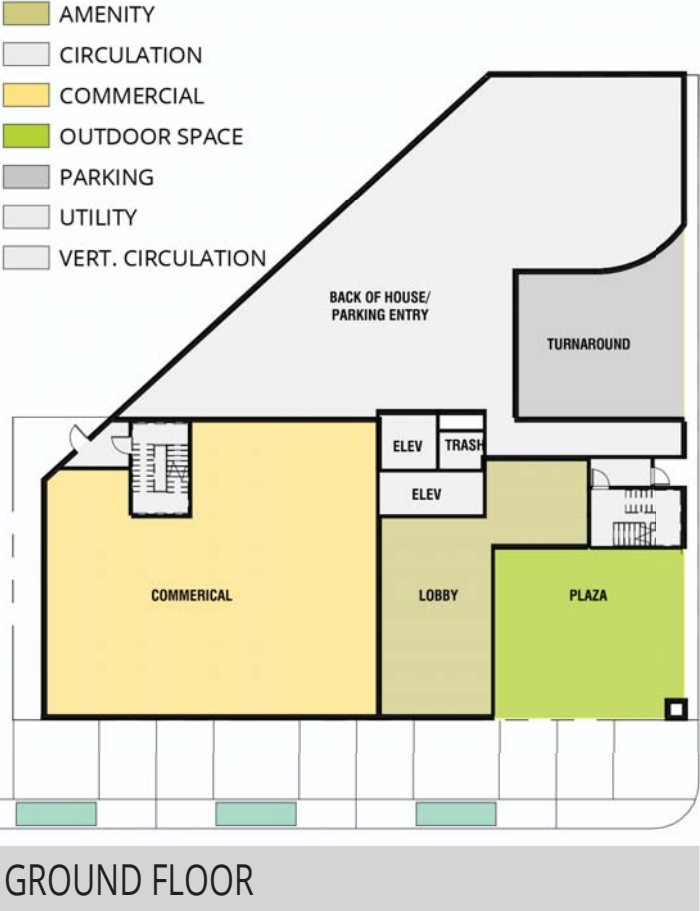 AMENITY
CIRCULATION
COMMERCIAL
OUTDOOR SPACE
PARKING
UTILITY
VERT. CIRCULATION
BACK OF HOUSE/
PARKING ENTRY
TURNAROUND
ELEV
TRASH
ELEV
COMMERICAL
LOBBY
PLAZA
GROUND FLOOR